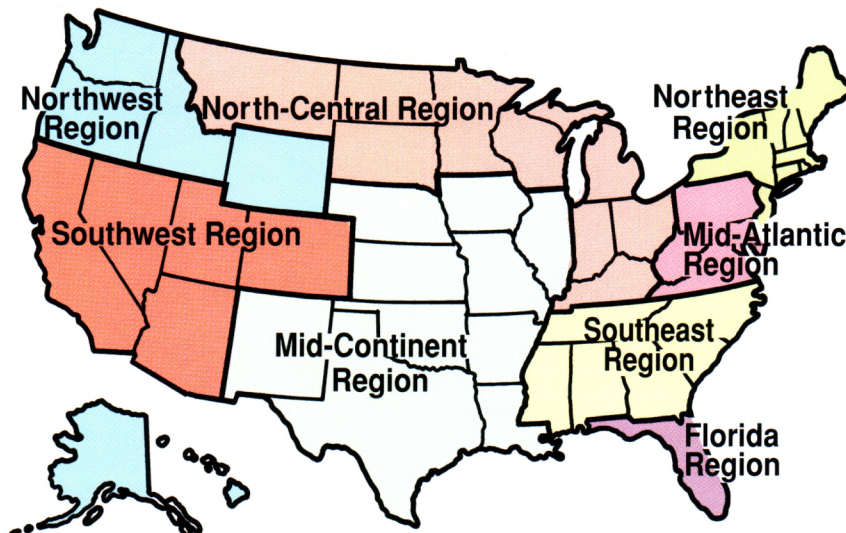 Northwest
Region
North-Central Region
Northeast
Region
Southwest Region
Mid-Atlantic
Region
Mid-Continent
Region
Southeast
Region
Florida
Region